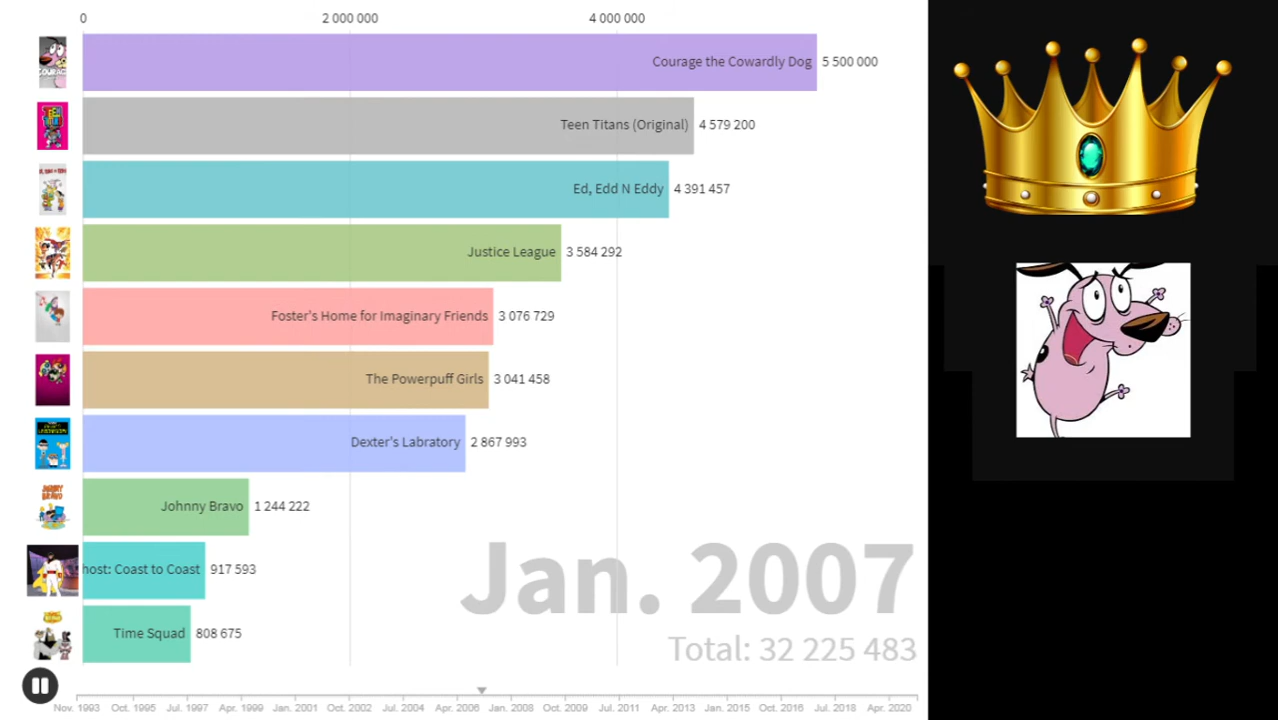 0 2 000 000 4 000 000
Courage the Cowardly Dog 5 500 000
Teen Titans (Original) 4 579 200
Ed, Edd N Eddy 4 391 457
Justice League 3 584 292
Foster's Home for Imaginary Friends 3 076 729
The Powerpuff Girls 3 041 458
Dexter's Labratory 2 867 993
Johnny Bravo 1 244 222
host: Coast to Coast 917 593
Time Squad 808 675
Jan. 2007
Total: 32 225 483
Nov. 1993 Oct. 1995 Jul. 1997 Apr. 1999 Jan. 2001 Oct. 2002 Jul. 2004 Apr. 2006 Jan. 2008 Oct. 2009 Jul. 2011 Apr. 2013 Jan. 2015 Oct. 2016 Jul. 2018 Apr. 2020